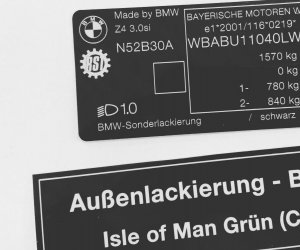 Made by BMW
Z4 3.0si
N52B30A
RSI
1.0
BMW-Sonderlackierung
BAYERISCHE MOTOREN W
e1*2001/116*0219*
WBABU11040LW
1570 kg
0 kg
1- 780 kg
2- 840 kg
/ schwarz
Außenlackierung - B
Isle of Man Grün (C